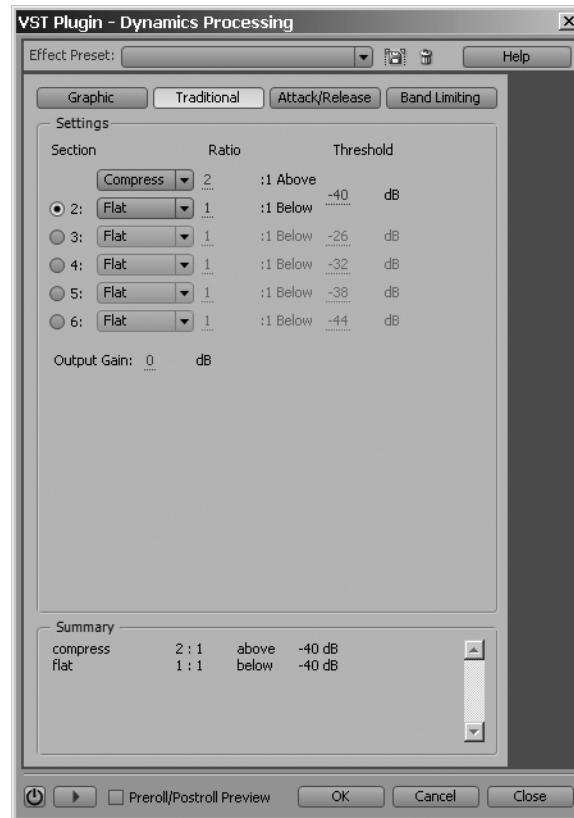 VST Plugin - Dynamics Processing
Effect Preset: Help
Graphic Traditional Attack/Release Band Limiting
Settings
Section Ratio Threshold
Compress 2 :1 Above
-40 dB
2: Flat 1 :1 Below
3: Flat 1 :1 Below -26 dB
4: Flat 1 :1 Below -32 dB
5: Flat 1 :1 Below -38 dB
6: Flat 1 :1 Below -44 dB
Output Gain: 0 dB
Summary
compress 2 : 1 above -40 dB
flat 1 : 1 below -40 dB
Preroll/Postroll Preview OK Cancel Close